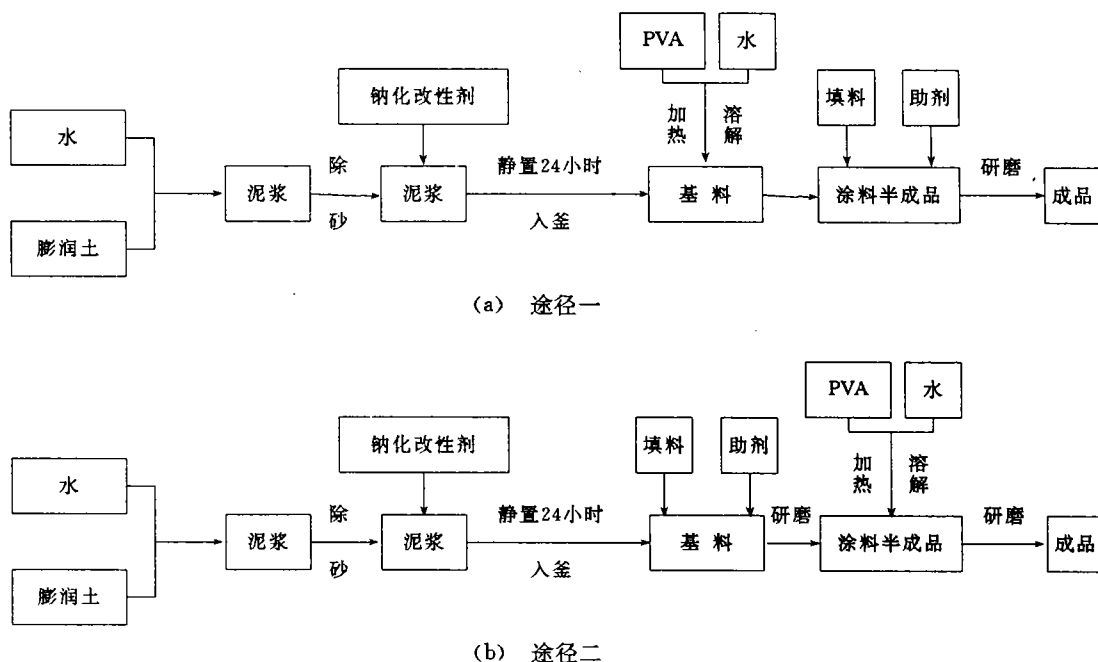 PVA 水
钠化改性剂
填料 助剂
加热 溶解
水
除 静置24小时 研磨
泥浆 泥浆 基料 涂料半成品 成品
砂 入釜
膨润土
(a) 途径一
PVA 水
钠化改性剂 填料 助剂
加热 溶解
水
除 静置24小时 研磨 研磨
泥浆 泥浆 基料 涂料半成品 成品
砂 入釜
膨润土
(b) 途径二